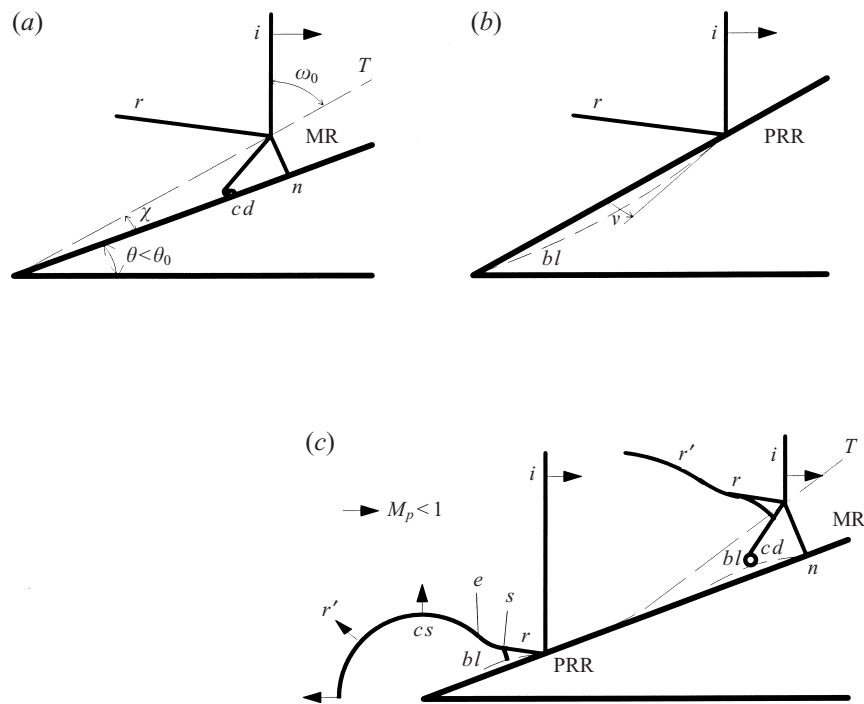 (a)
i
MR
T
ω₀
r
n
cd
χ
θ<θ₀
(b)
i
r
PRR
ν
bl
(c)
i
Mₚ<1
r′
e
s
cs
r
bl
PRR
r′
i
T
r
MR
bl
cd
n